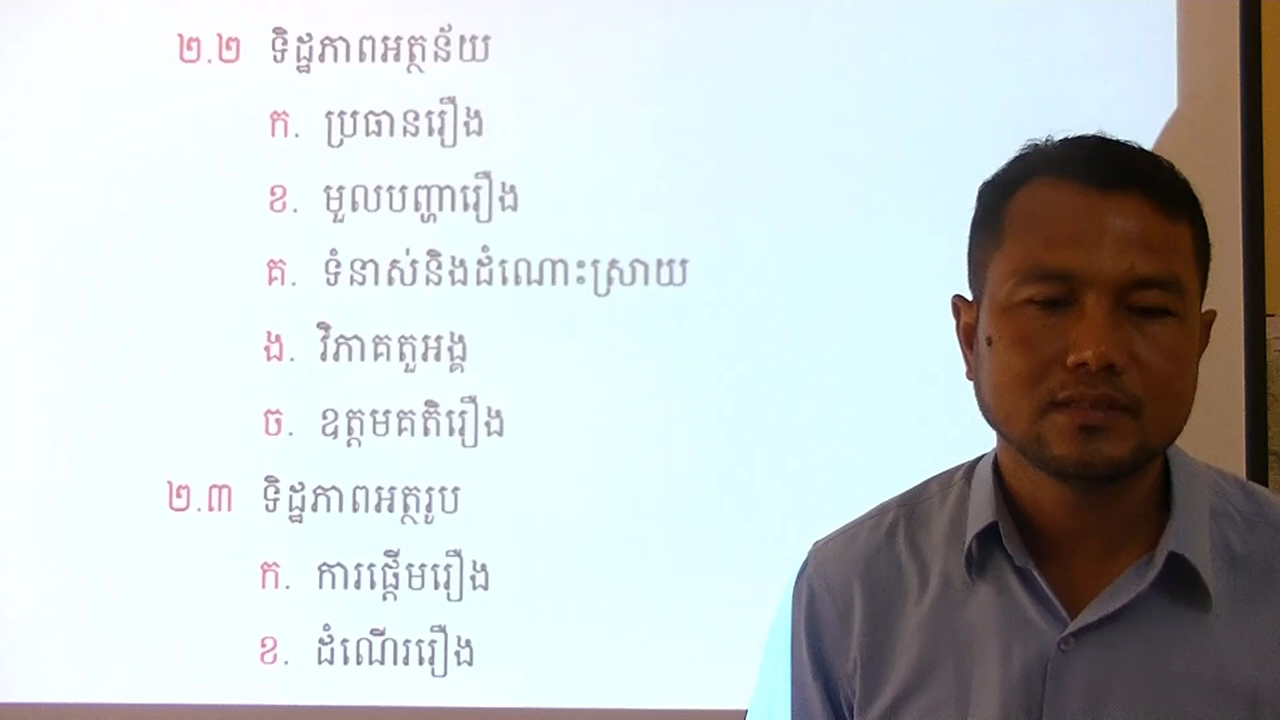 ២.២ ទិដ្ឋភាពអត្ថន័យ
ក. ប្រធានរឿង
ខ. មូលបញ្ហារឿង
គ. ទំនាស់និងដំណោះស្រាយ
ង. វិភាគតួអង្គ
ច. ឧត្តមគតិរឿង
២.៣ ទិដ្ឋភាពអត្ថរូប
ក. ការផ្តើមរឿង
ខ. ដំណើររឿង